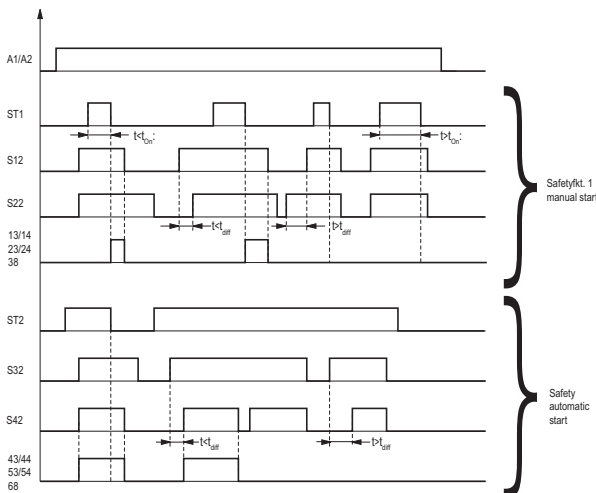 A1/A2
ST1
t<tOn:
t>tOn:
S12
Safetyfkt. 1
manual start
S22
t<tdiff
t>tdiff
13/14
23/24
38
ST2
S32
Safety
automatic
start
S42
t<tdiff
t>tdiff
43/44
53/54
68